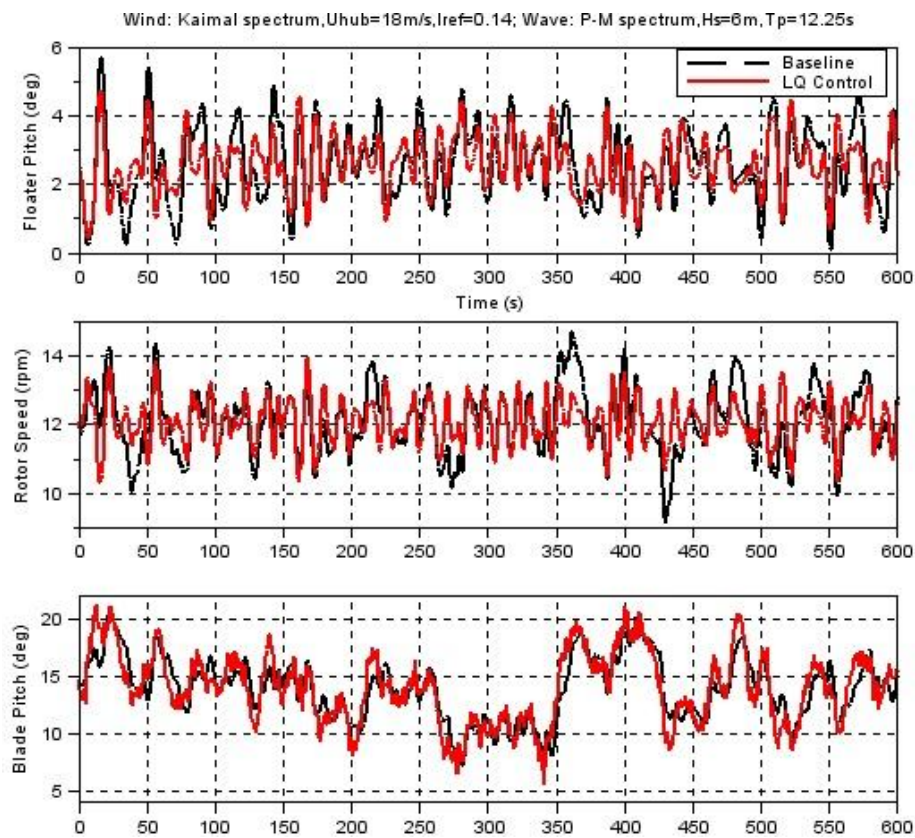 Wind: Kaimal spectrum,Uhub=18m/s,Iref=0.14; Wave: P-M spectrum,Hs=6m,Tp=12.25s
6
4
2
0
Floater Pitch (deg)
Baseline
LQ Control
0 50 100 150 200 250 300 350 400 450 500 550 600
Time (s)
14
12
10
Rotor Speed (rpm)
0 50 100 150 200 250 300 350 400 450 500 550 600
20
15
10
5
Blade Pitch (deg)
0 50 100 150 200 250 300 350 400 450 500 550 600